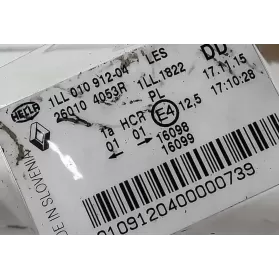 HELLA 1LL 010 912-04 LES DD
26010 4053R 1LL.1822 17.11.15
PL 17:10:28
1a HCR E4 12,5
01 01 16098
16099
MADE IN SLOVENIA
0109120400000739